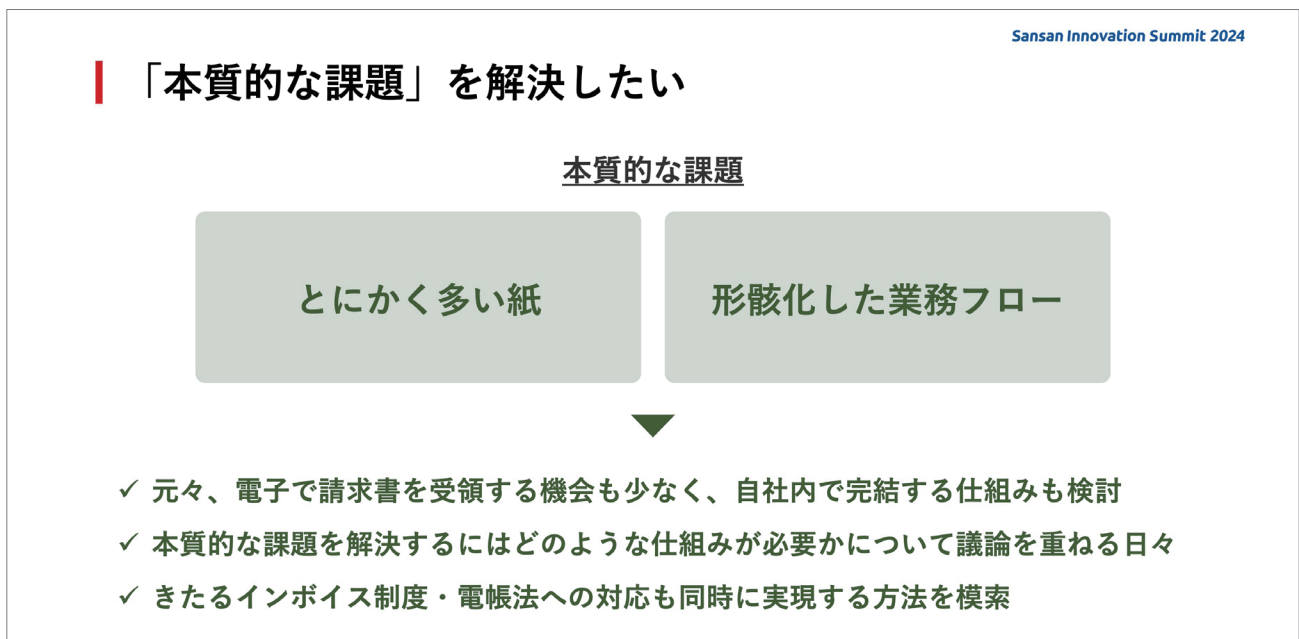 Sansan Innovation Summit 2024
「本質的な課題」を解決したい
本質的な課題
とにかく多い紙
形骸化した業務フロー
✓ 元々、電子で請求書を受領する機会も少なく、自社内で完結する仕組みも検討
✓ 本質的な課題を解決するにはどのような仕組みが必要かについて議論を重ねる日々
✓ きたるインボイス制度・電帳法への対応も同時に実現する方法を模索